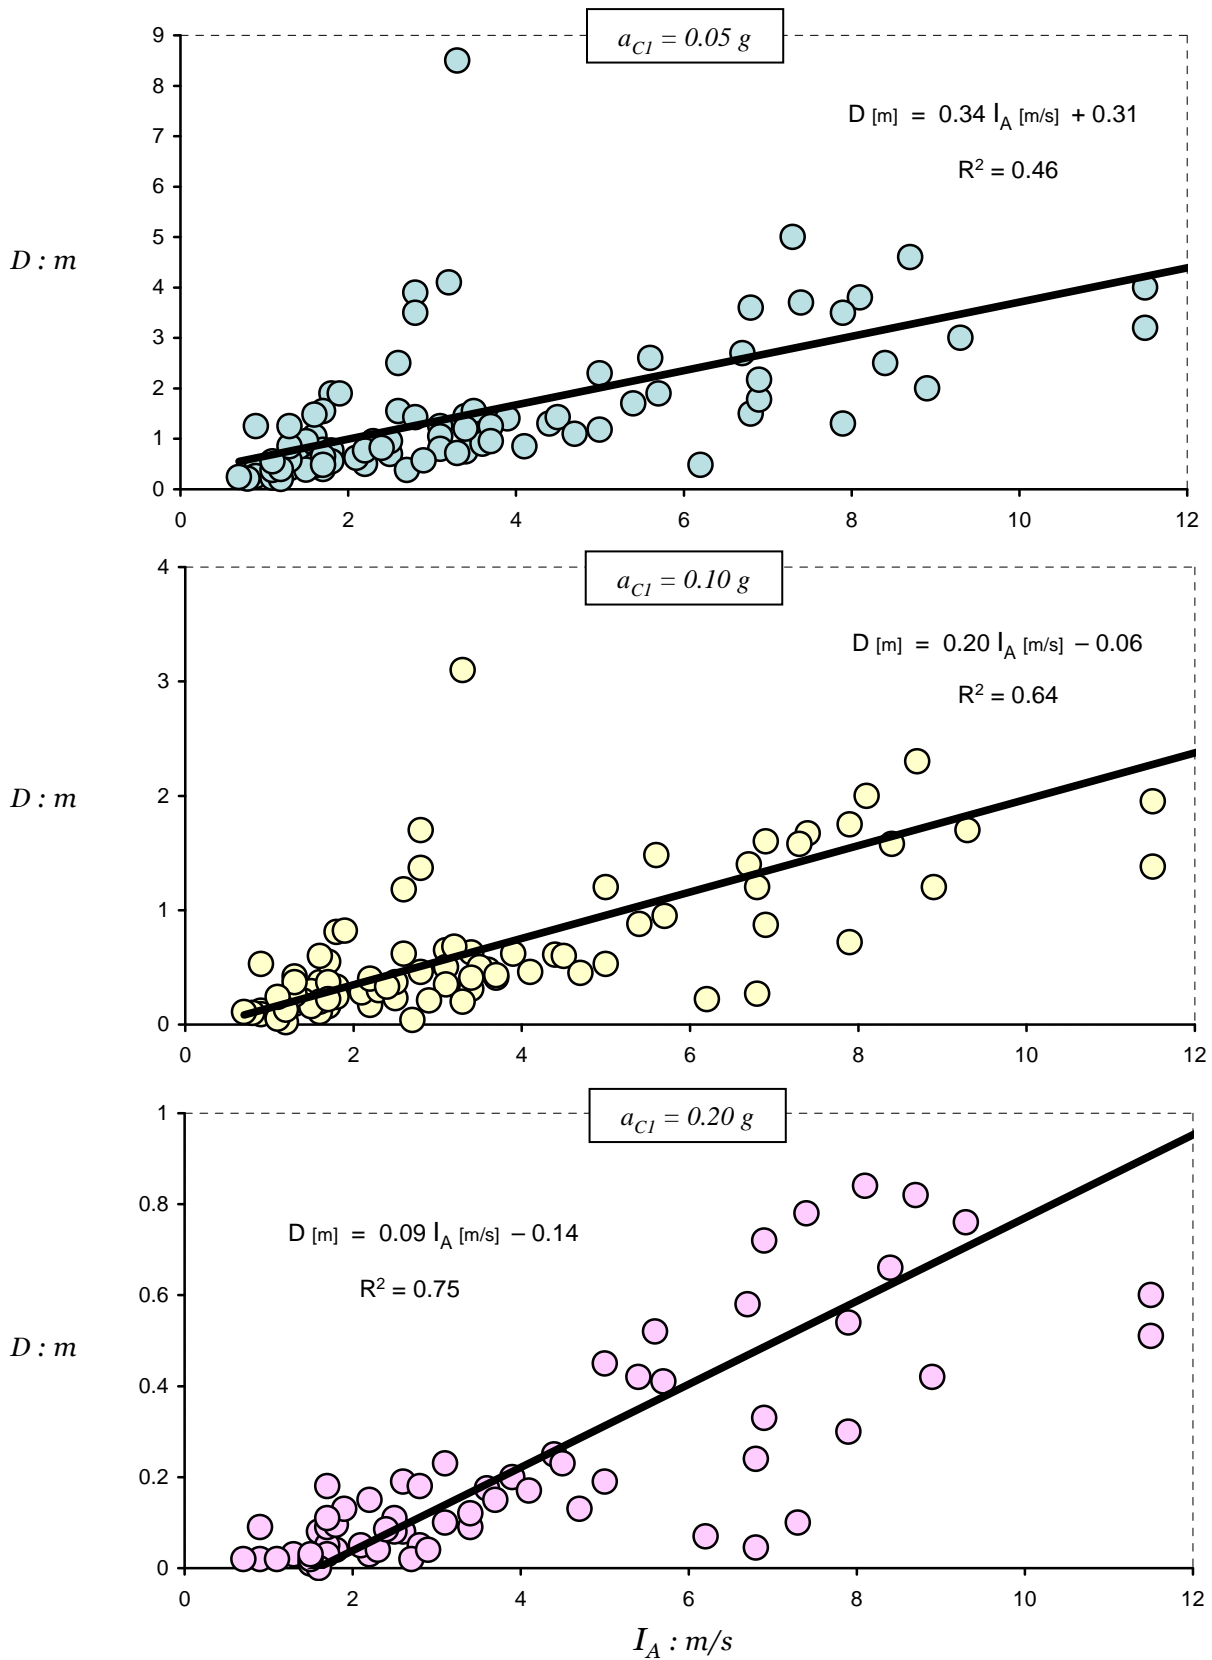 a_C1 = 0.05 g
9
8
7
6
5
4
3
2
1
0
D [m] = 0.34 I_A [m/s] + 0.31
R² = 0.46
D : m
0 2 4 6 8 10 12
a_C1 = 0.10 g
4
3
2
1
0
D [m] = 0.20 I_A [m/s] – 0.06
R² = 0.64
D : m
0 2 4 6 8 10 12
a_C1 = 0.20 g
1
0.8
0.6
0.4
0.2
0
D [m] = 0.09 I_A [m/s] – 0.14
R² = 0.75
D : m
0 2 4 6 8 10 12
I_A : m/s